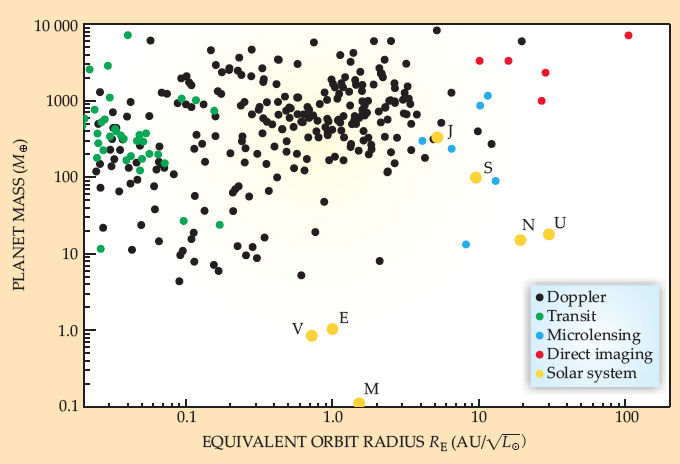 10 000
1000
100
10
1.0
0.1
PLANET MASS (M⊕)
J
S
N
U
V
E
M
Doppler
Transit
Microlensing
Direct imaging
Solar system
0.1
1.0
10
100
EQUIVALENT ORBIT RADIUS R_E (AU/√L⊙)